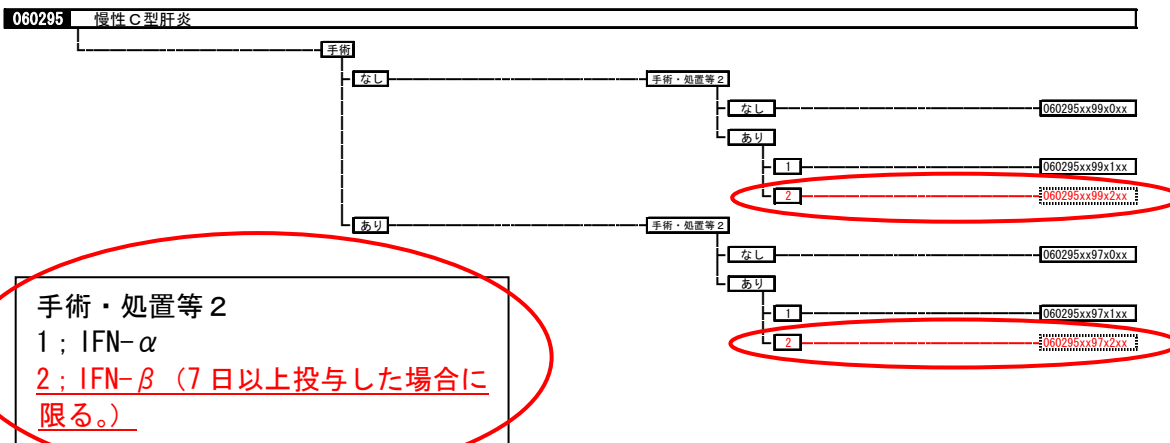 060295 慢性C型肝炎
手術
なし 手術・処置等2
なし 060295xx99x0xx
あり
1 060295xx99x1xx
2 060295xx99x2xx
あり 手術・処置等2
なし 060295xx97x0xx
あり
1 060295xx97x1xx
2 060295xx97x2xx
手術・処置等2
1;IFN-α
2;IFN-β (7日以上投与した場合に
限る。)